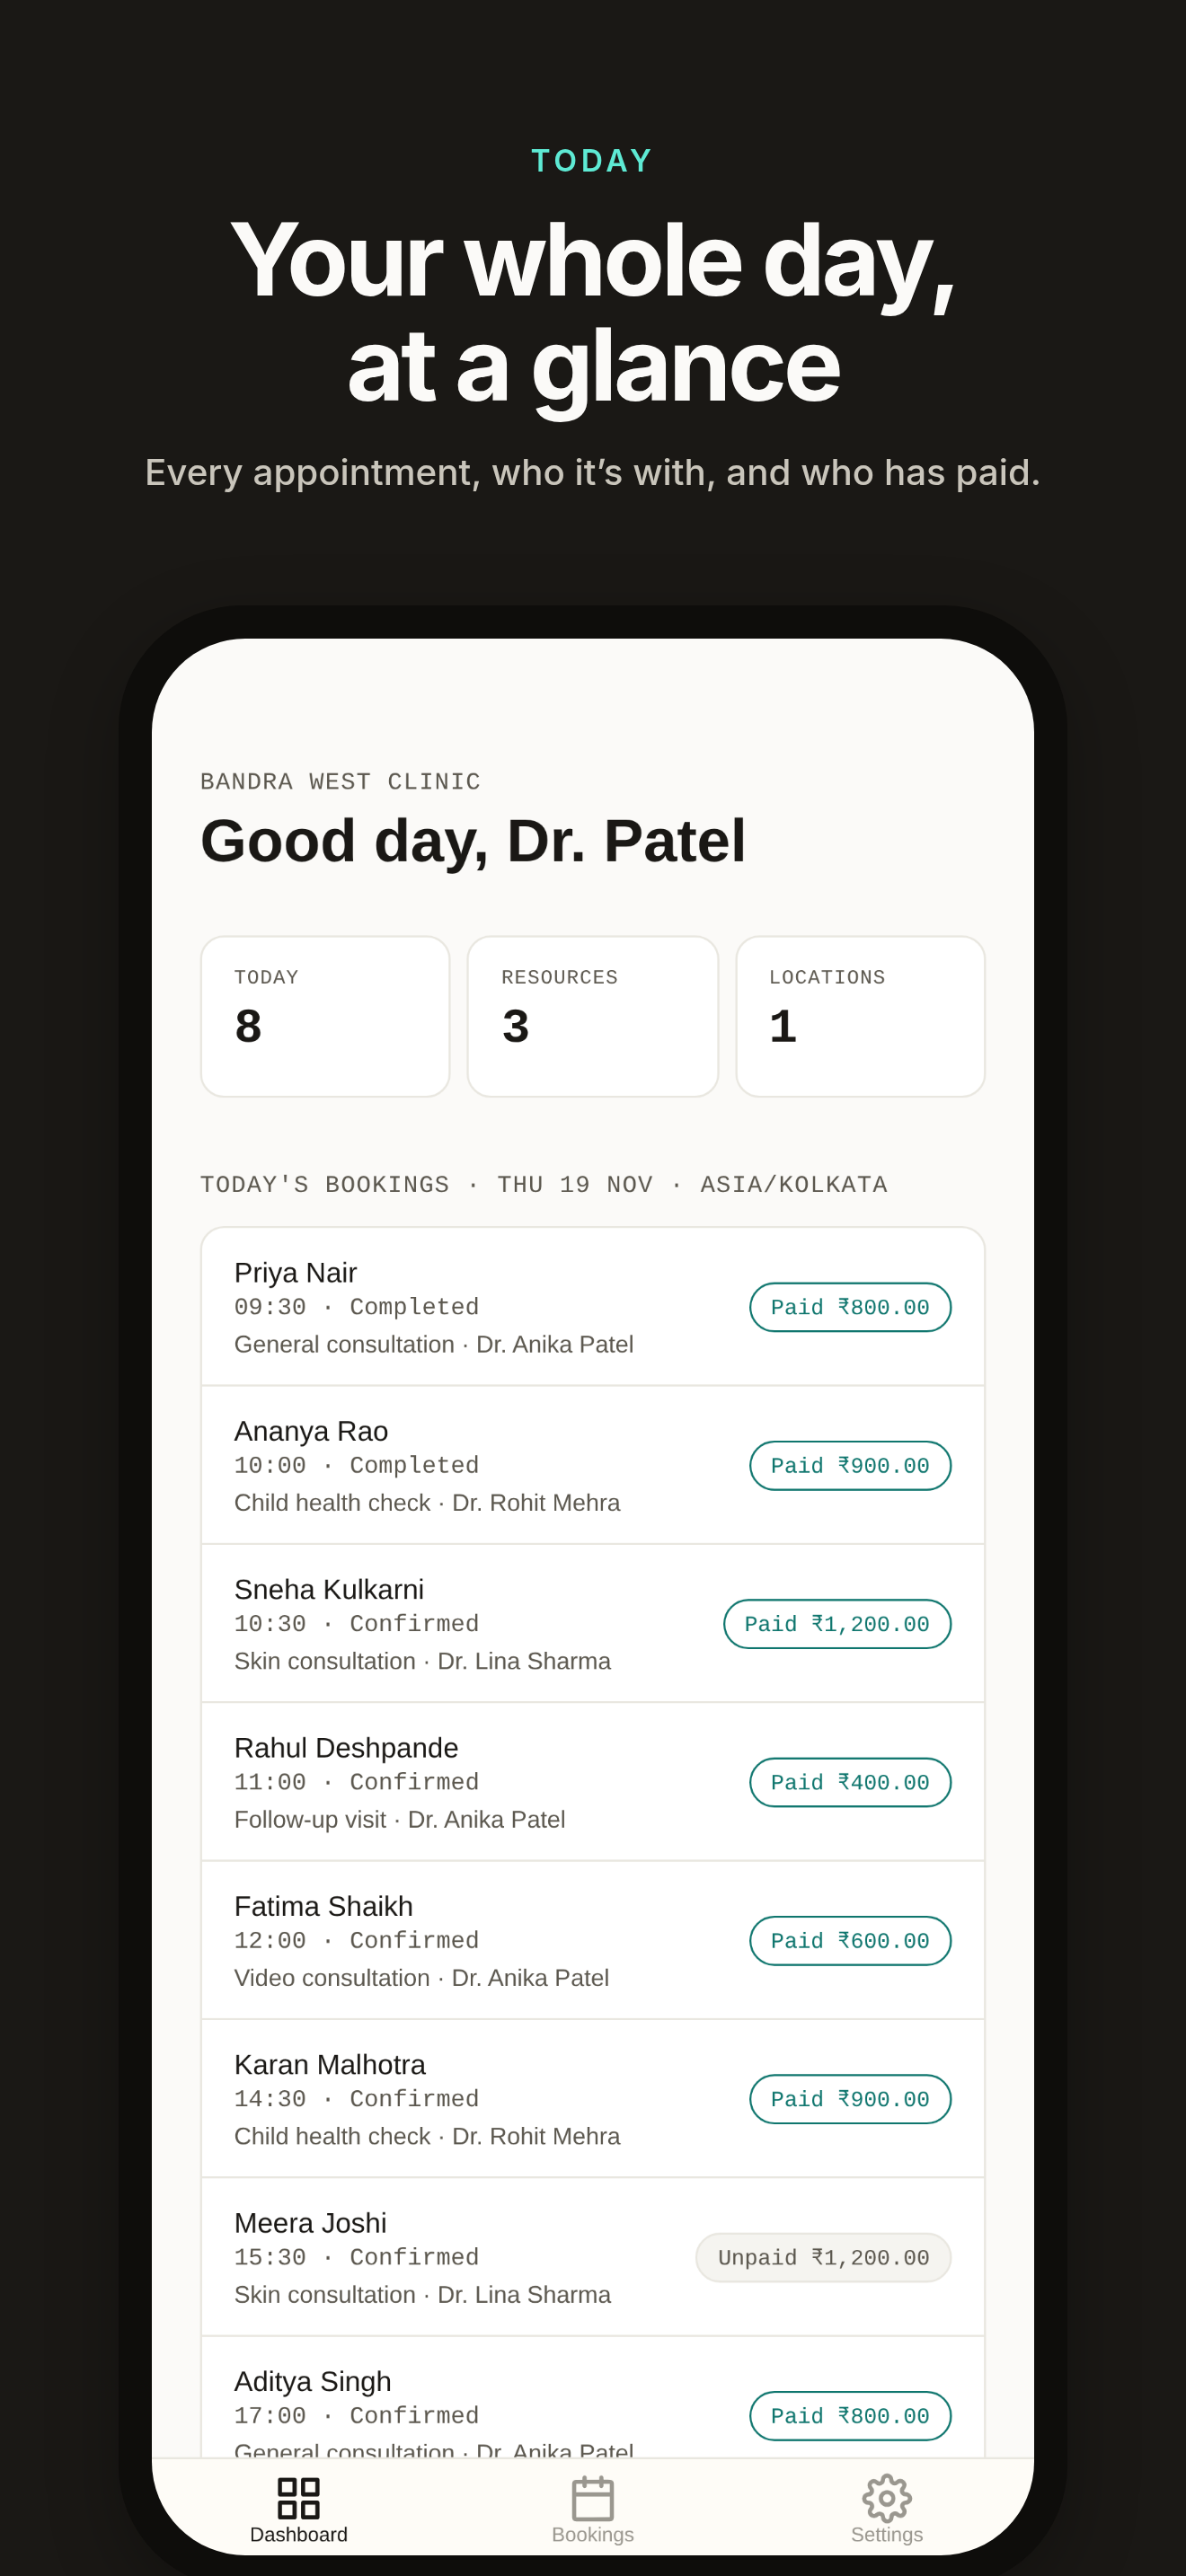 TODAY
Your whole day,
at a glance
Every appointment, who it’s with, and who has paid.
BANDRA WEST CLINIC
Good day, Dr. Patel
TODAY
8
RESOURCES
3
LOCATIONS
1
TODAY'S BOOKINGS · THU 19 NOV · ASIA/KOLKATA
Priya Nair
09:30 · Completed
General consultation · Dr. Anika Patel
Paid ₹800.00
Ananya Rao
10:00 · Completed
Child health check · Dr. Rohit Mehra
Paid ₹900.00
Sneha Kulkarni
10:30 · Confirmed
Skin consultation · Dr. Lina Sharma
Paid ₹1,200.00
Rahul Deshpande
11:00 · Confirmed
Follow-up visit · Dr. Anika Patel
Paid ₹400.00
Fatima Shaikh
12:00 · Confirmed
Video consultation · Dr. Anika Patel
Paid ₹600.00
Karan Malhotra
14:30 · Confirmed
Child health check · Dr. Rohit Mehra
Paid ₹900.00
Meera Joshi
15:30 · Confirmed
Skin consultation · Dr. Lina Sharma
Unpaid ₹1,200.00
Aditya Singh
17:00 · Confirmed
General consultation · Dr. Anika Patel
Paid ₹800.00
Dashboard
Bookings
Settings